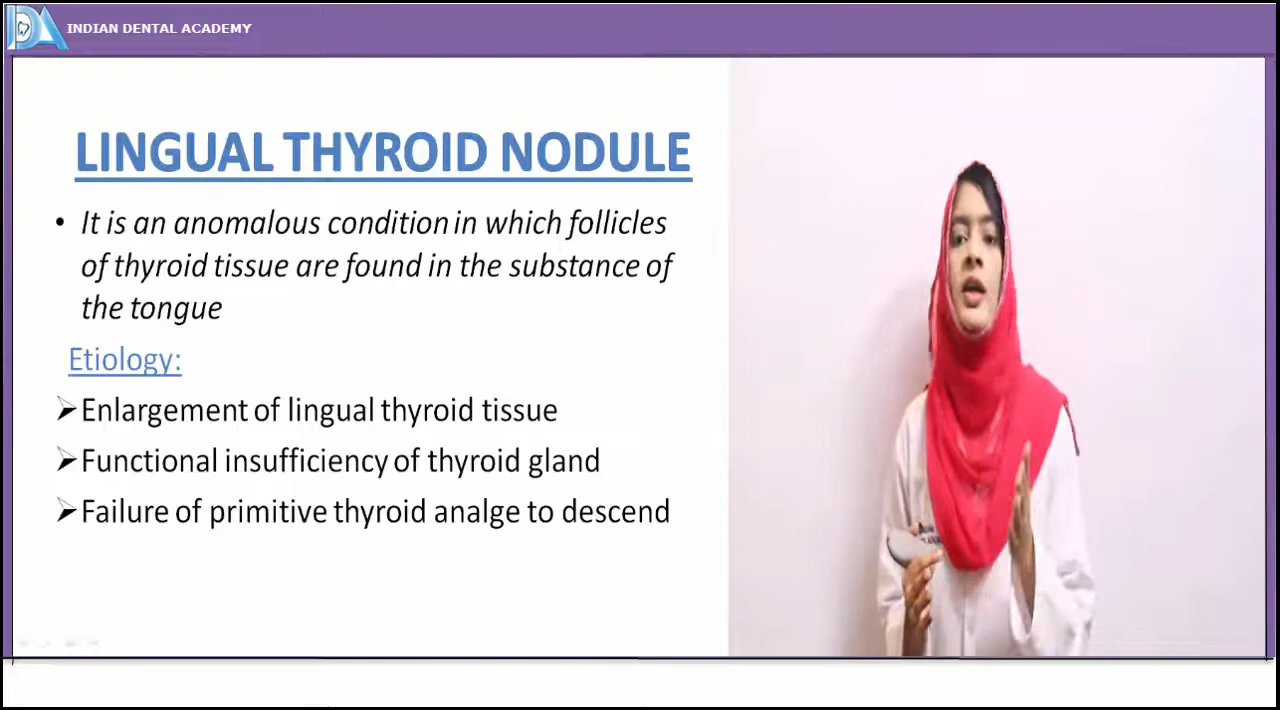 INDIAN DENTAL ACADEMY
LINGUAL THYROID NODULE
• It is an anomalous condition in which follicles
of thyroid tissue are found in the substance of
the tongue
Etiology:
➢Enlargement of lingual thyroid tissue
➢Functional insufficiency of thyroid gland
➢Failure of primitive thyroid analge to descend